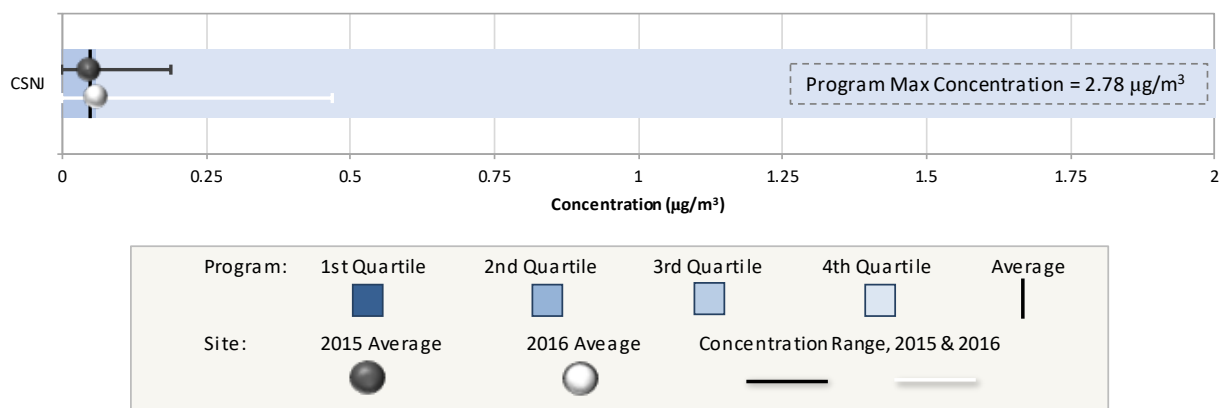 CSNJ
Program Max Concentration = 2.78 µg/m³
0 0.25 0.5 0.75 1 1.25 1.5 1.75 2
Concentration (µg/m³)
Program: 1st Quartile 2nd Quartile 3rd Quartile 4th Quartile Average
Site: 2015 Average 2016 Aveage Concentration Range, 2015 & 2016